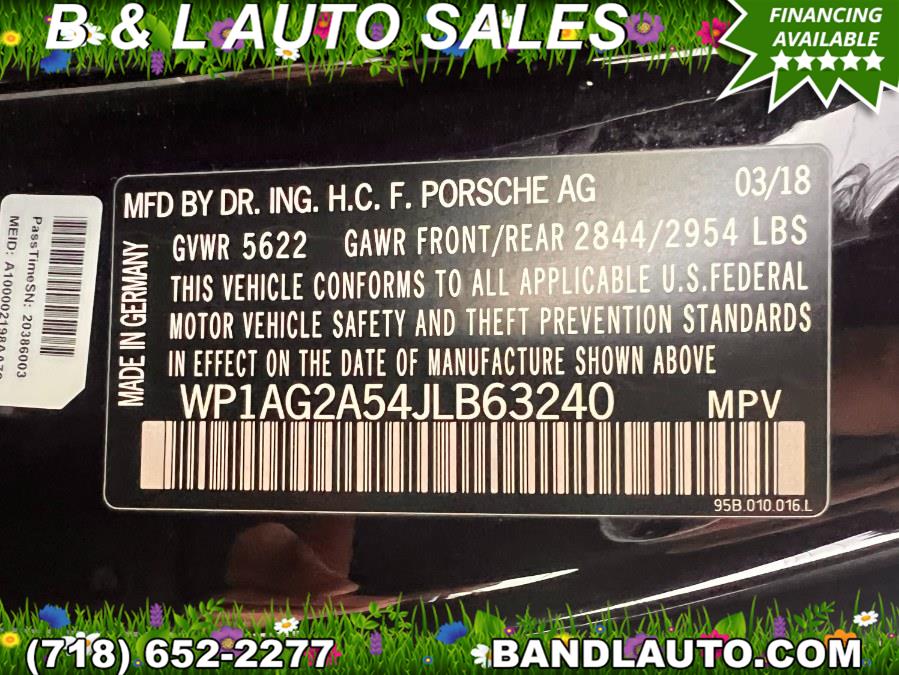 B & L AUTO SALES
FINANCING
AVAILABLE
MFD BY DR. ING. H.C. F. PORSCHE AG 03/18
GVWR 5622 GAWR FRONT/REAR 2844/2954 LBS
THIS VEHICLE CONFORMS TO ALL APPLICABLE U.S.FEDERAL
MOTOR VEHICLE SAFETY AND THEFT PREVENTION STANDARDS
IN EFFECT ON THE DATE OF MANUFACTURE SHOWN ABOVE
MADE IN GERMANY
WP1AG2A54JLB63240 MPV
95B.010.016.L
PassTimeSN: 20386003
MEID:
(718) 652-2277
BANDLAUTO.COM